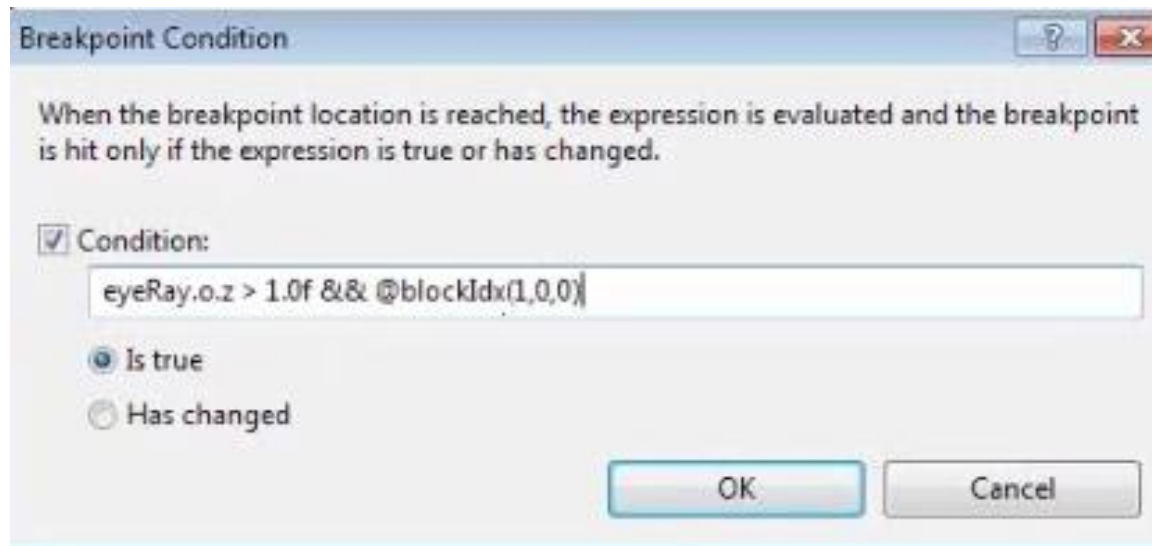 Breakpoint Condition
When the breakpoint location is reached, the expression is evaluated and the breakpoint
is hit only if the expression is true or has changed.
Condition:
eyeRay.o.z > 1.0f && @blockIdx(1,0,0)
Is true
Has changed
OK Cancel